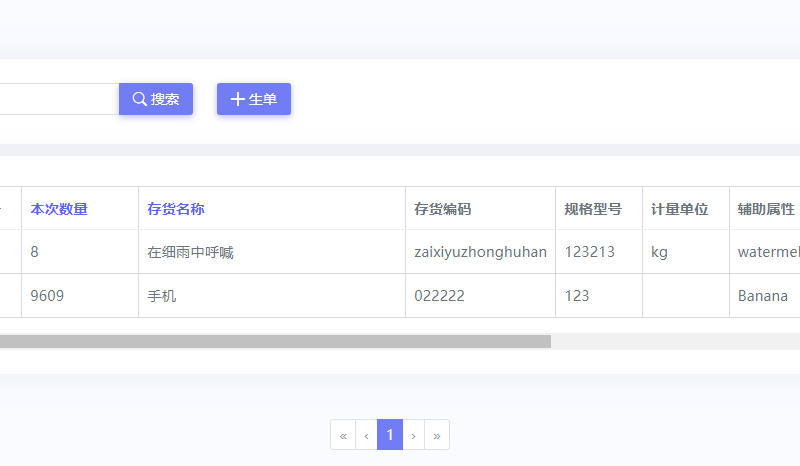 搜索 生单
本次数量 存货名称 存货编码 规格型号 计量单位 辅助属性
8 在细雨中呼喊 zaixiyuzhonghuhan 123213 kg
9609 手机 022222 123 Banana
« ‹ 1 › »